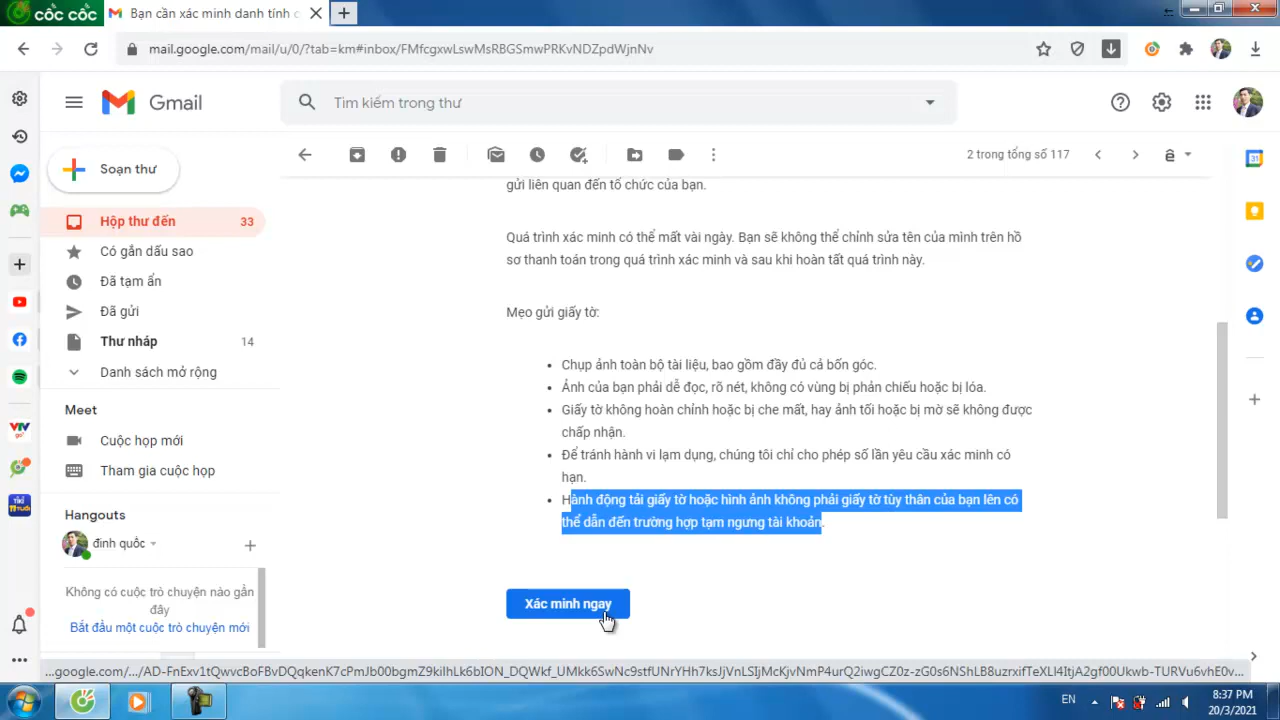 cốc cốc
Bạn cần xác minh danh tính c
mail.google.com/mail/u/0/?tab=km#inbox/FMfcgxwLswMsRBGSmwPRKvNDZpdWjnNv
Gmail
Tìm kiếm trong thư
Soạn thư
2 trong tổng số 117
Hộp thư đến 33
Có gắn dấu sao
Đã tạm ẩn
Đã gửi
Thư nháp 14
Danh sách mở rộng
Meet
Cuộc họp mới
Tham gia cuộc họp
Hangouts
đinh quốc
Không có cuộc trò chuyện nào gần
đây
Bắt đầu một cuộc trò chuyện mới
gửi liên quan đến tổ chức của bạn.
Quá trình xác minh có thể mất vài ngày. Bạn sẽ không thể chỉnh sửa tên của mình trên hồ
sơ thanh toán trong quá trình xác minh và sau khi hoàn tất quá trình này.
Mẹo gửi giấy tờ:
• Chụp ảnh toàn bộ tài liệu, bao gồm đầy đủ cả bốn góc.
• Ảnh của bạn phải dễ đọc, rõ nét, không có vùng bị phản chiếu hoặc bị lóa.
• Giấy tờ không hoàn chỉnh hoặc bị che mất, hay ảnh tối hoặc bị mờ sẽ không được
chấp nhận.
• Để tránh hành vi lạm dụng, chúng tôi chỉ cho phép số lần yêu cầu xác minh có
hạn.
• Hành động tải giấy tờ hoặc hình ảnh không phải giấy tờ tùy thân của bạn lên có
thể dẫn đến trường hợp tạm ngưng tài khoản.
Xác minh ngay
31
VTV
go!
TIKI
EN
8:37 PM
20/3/2021